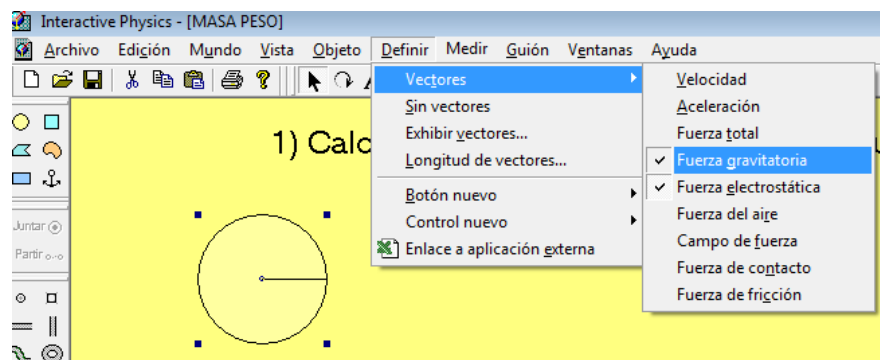 Interactive Physics - [MASA PESO]
Archivo Edición Mundo Vista Objeto Definir Medir Guión Ventanas Ayuda
1) Calc
Vectores
Sin vectores
Exhibir vectores...
Longitud de vectores...
Botón nuevo
Control nuevo
Enlace a aplicación externa
Velocidad
Aceleración
Fuerza total
Fuerza gravitatoria
Fuerza electrostática
Fuerza del aire
Campo de fuerza
Fuerza de contacto
Fuerza de fricción
Juntar
Partir